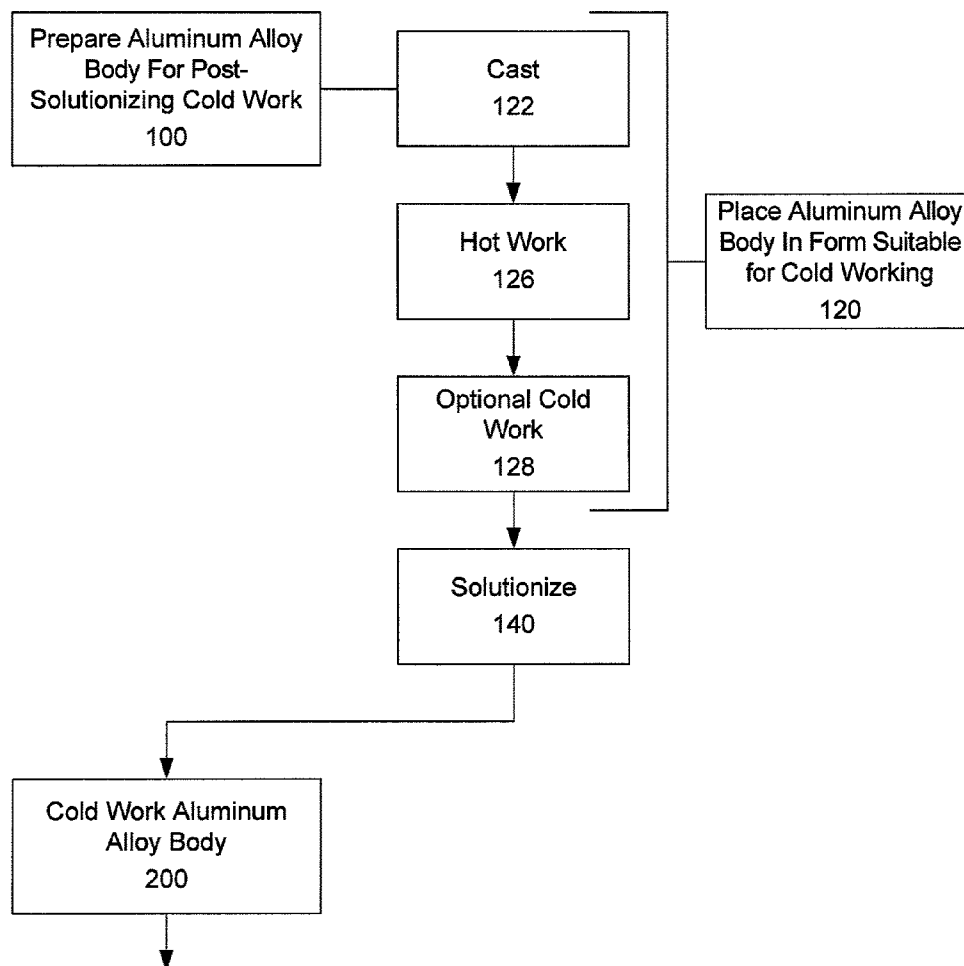 Prepare Aluminum Alloy
Body For Post-
Solutionizing Cold Work
100
Cast
122
Hot Work
126
Place Aluminum Alloy
Body In Form Suitable
for Cold Working
120
Optional Cold
Work
128
Solutionize
140
Cold Work Aluminum
Alloy Body
200